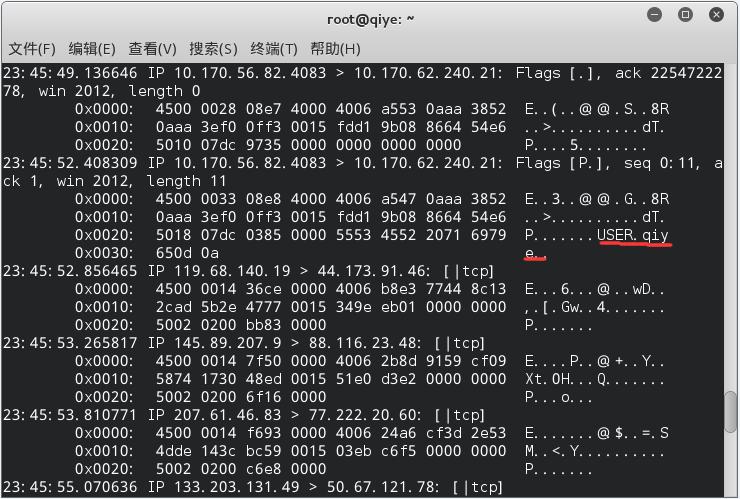 root@qiye: ~
文件(F) 编辑(E) 查看(V) 搜索(S) 终端(T) 帮助(H)
23:45:49.136646 IP 10.170.56.82.4083 > 10.170.62.240.21: Flags [.], ack 22547222
78, win 2012, length 0
0x0000: 4500 0028 08e7 4000 4006 a553 0aaa 3852 E..(..@.@..S..8R
0x0010: 0aaa 3ef0 0ff3 0015 fdd1 9b08 8664 54e6 ..>..........dT.
0x0020: 5010 07dc 9735 0000 0000 0000 0000 P....5........
23:45:52.408309 IP 10.170.56.82.4083 > 10.170.62.240.21: Flags [P.], seq 0:11, a
ck 1, win 2012, length 11
0x0000: 4500 0033 08e8 4000 4006 a547 0aaa 3852 E..3..@.@..G..8R
0x0010: 0aaa 3ef0 0ff3 0015 fdd1 9b08 8664 54e6 ..>..........dT.
0x0020: 5018 07dc 0385 0000 5553 4552 2071 6979 P.......USER.qiy
0x0030: 650d 0a e..
23:45:52.856465 IP 119.68.140.19 > 44.173.91.46: [|tcp]
0x0000: 4500 0014 36ce 0000 4006 b8e3 7744 8c13 E...6...@...wD..
0x0010: 2cad 5b2e 4777 0015 349e eb01 0000 0000 ,.[.Gw..4.......
0x0020: 5002 0200 bb83 0000 P.......
23:45:53.265817 IP 145.89.207.9 > 88.116.23.48: [|tcp]
0x0000: 4500 0014 7f50 0000 4006 2b8d 9159 cf09 E....P..@.+..Y..
0x0010: 5874 1730 48ed 0015 51e0 d3e2 0000 0000 Xt.0H...Q.......
0x0020: 5002 0200 6f16 0000 P...o...
23:45:53.810771 IP 207.61.46.83 > 77.222.20.60: [|tcp]
0x0000: 4500 0014 f693 0000 4006 24a6 cf3d 2e53 E.......@.$..=.S
0x0010: 4dde 143c bc59 0015 03eb c6f5 0000 0000 M..<.Y..........
0x0020: 5002 0200 c6e8 0000 P.......
23:45:55.070636 IP 133.203.131.49 > 50.67.121.78: [|tcp]